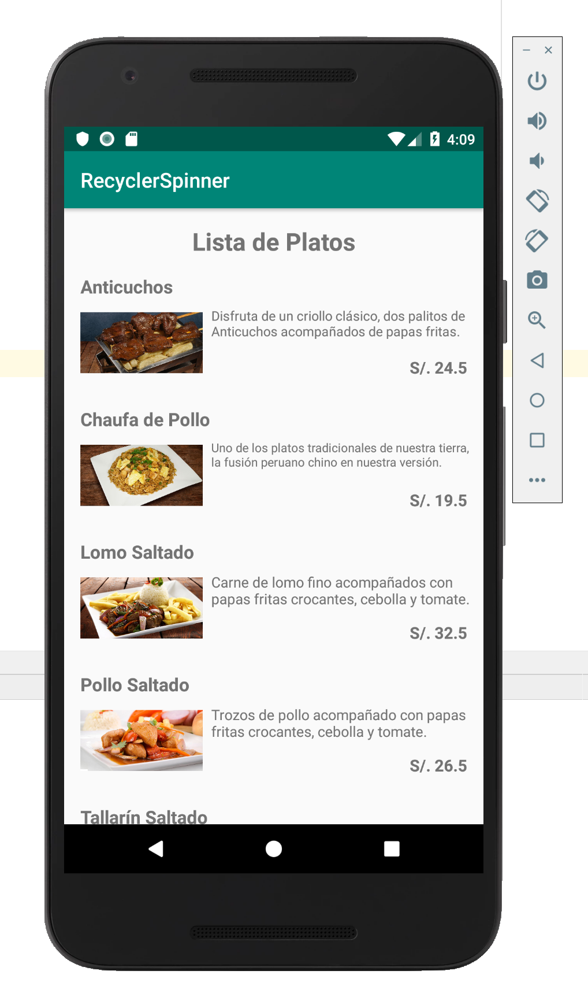 4:09
RecyclerSpinner
Lista de Platos
Anticuchos
Disfruta de un criollo clásico, dos palitos de
Anticuchos acompañados de papas fritas.
S/. 24.5
Chaufa de Pollo
Uno de los platos tradicionales de nuestra tierra,
la fusión peruano chino en nuestra versión.
S/. 19.5
Lomo Saltado
Carne de lomo fino acompañados con
papas fritas crocantes, cebolla y tomate.
S/. 32.5
Pollo Saltado
Trozos de pollo acompañado con papas
fritas crocantes, cebolla y tomate.
S/. 26.5
Tallarín Saltado